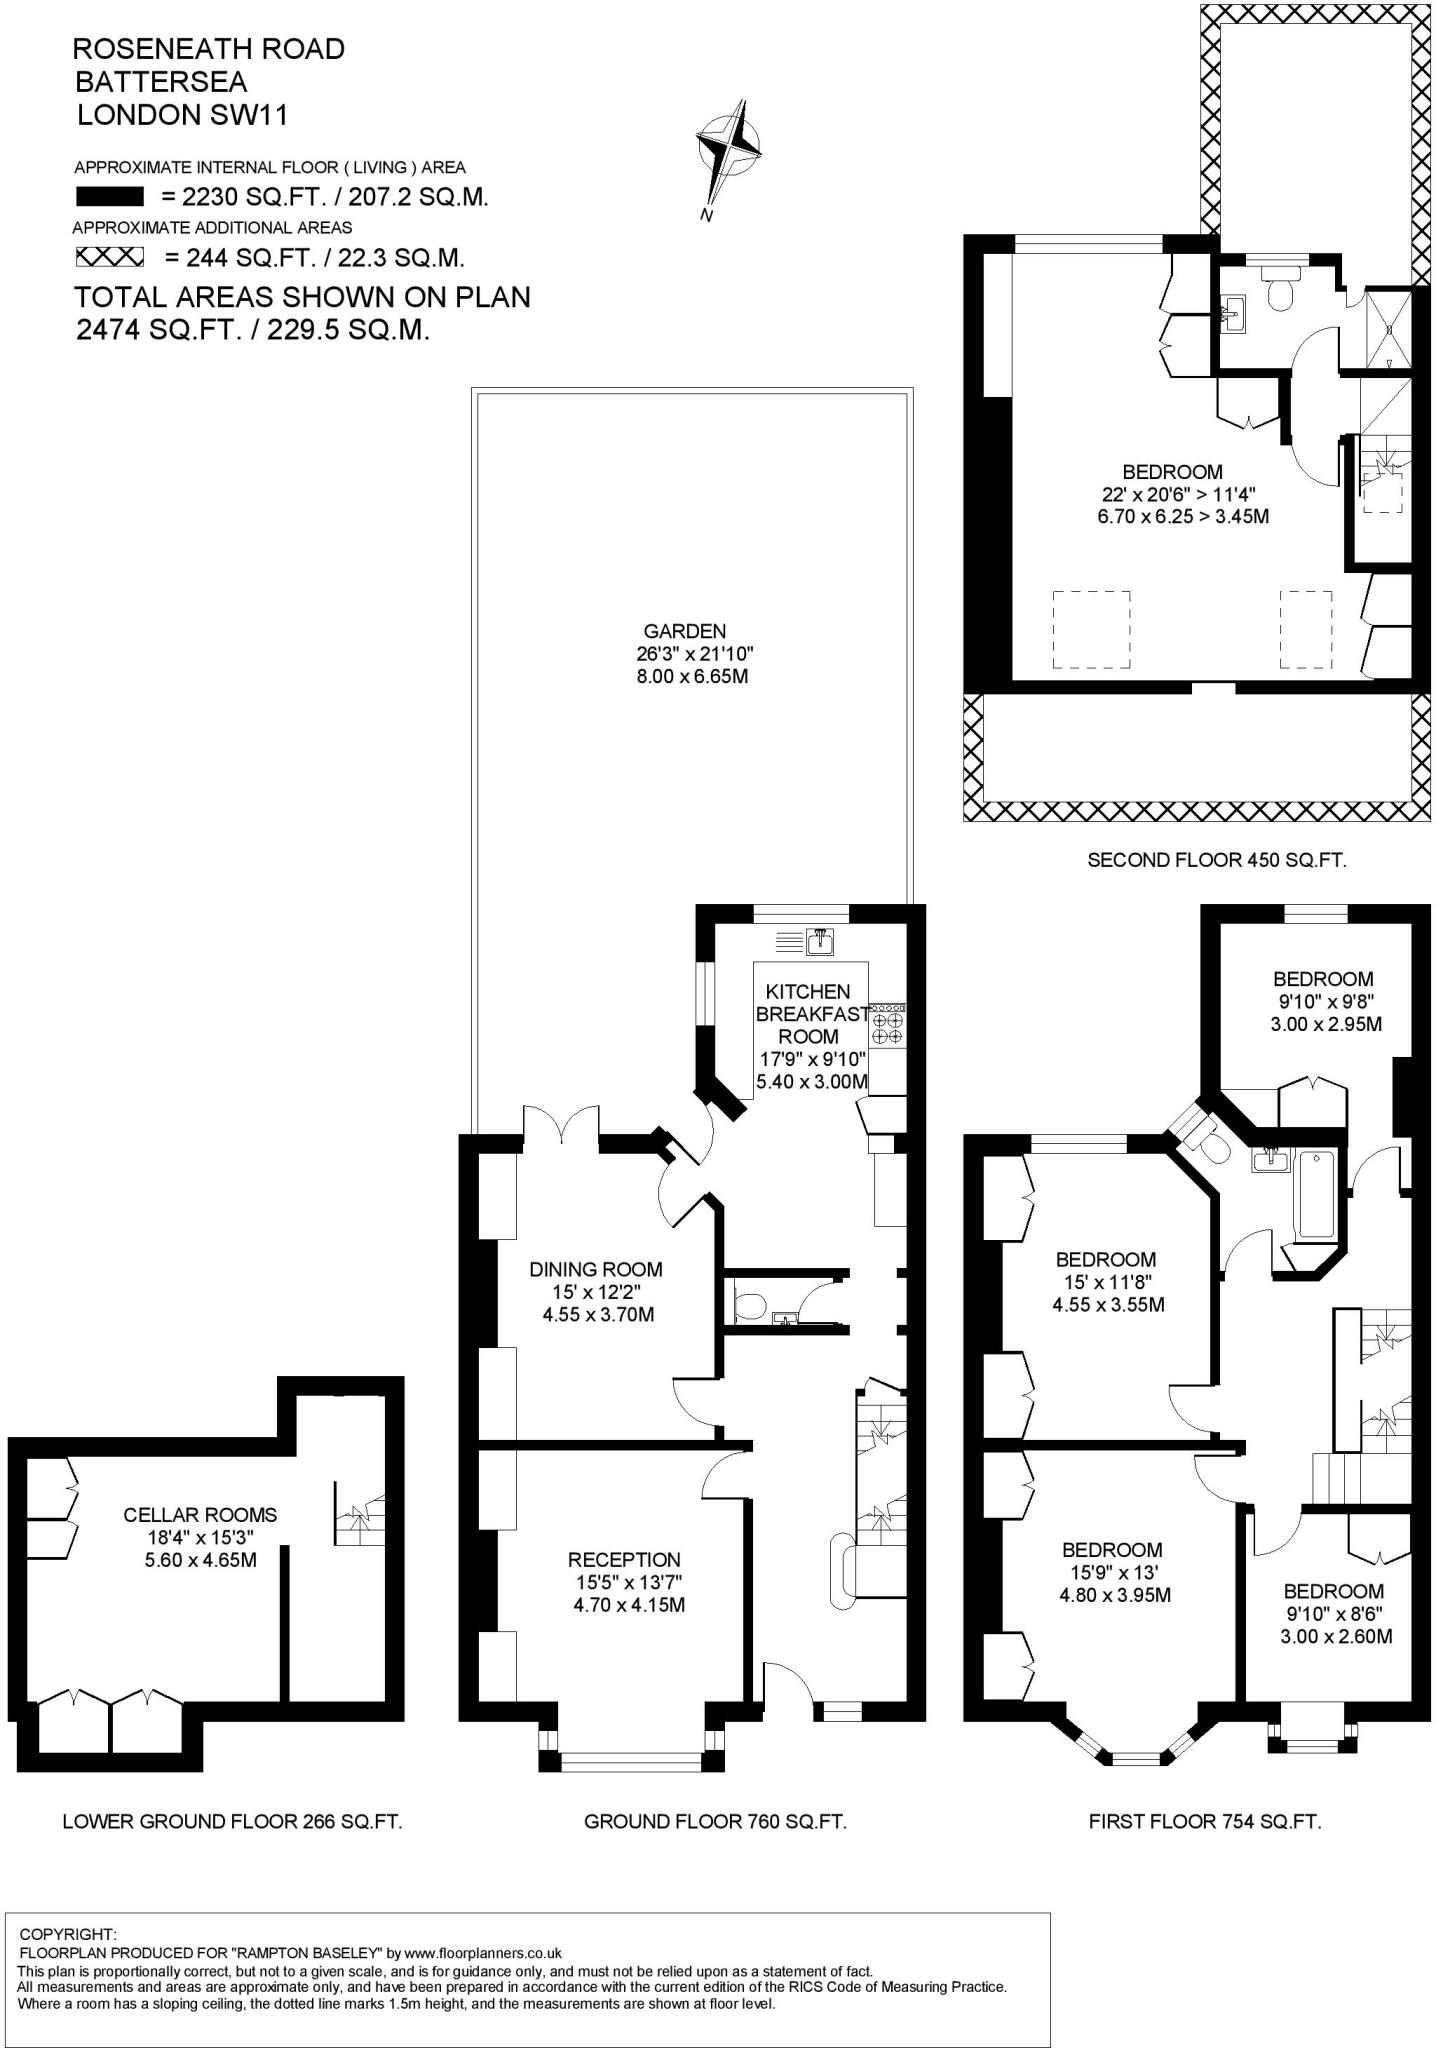 ROSENEATH ROAD
BATTERSEA
LONDON SW11
APPROXIMATE INTERNAL FLOOR ( LIVING ) AREA
= 2230 SQ.FT. / 207.2 SQ.M.
APPROXIMATE ADDITIONAL AREAS
= 244 SQ.FT. / 22.3 SQ.M.
TOTAL AREAS SHOWN ON PLAN
2474 SQ.FT. / 229.5 SQ.M.
N
BEDROOM
22' x 20'6" > 11'4"
6.70 x 6.25 > 3.45M
SECOND FLOOR 450 SQ.FT.
GARDEN
26'3" x 21'10"
8.00 x 6.65M
KITCHEN
BREAKFAST
ROOM
17'9" x 9'10"
5.40 x 3.00M
DINING ROOM
15' x 12'2"
4.55 x 3.70M
RECEPTION
15'5" x 13'7"
4.70 x 4.15M
GROUND FLOOR 760 SQ.FT.
BEDROOM
9'10" x 9'8"
3.00 x 2.95M
BEDROOM
15' x 11'8"
4.55 x 3.55M
BEDROOM
15'9" x 13'
4.80 x 3.95M
BEDROOM
9'10" x 8'6"
3.00 x 2.60M
FIRST FLOOR 754 SQ.FT.
CELLAR ROOMS
18'4" x 15'3"
5.60 x 4.65M
LOWER GROUND FLOOR 266 SQ.FT.
COPYRIGHT:
FLOORPLAN PRODUCED FOR "RAMPTON BASELEY" by www.floorplanners.co.uk
This plan is proportionally correct, but not to a given scale, and is for guidance only, and must not be relied upon as a statement of fact.
All measurements and areas are approximate only, and have been prepared in accordance with the current edition of the RICS Code of Measuring Practice.
Where a room has a sloping ceiling, the dotted line marks 1.5m height, and the measurements are shown at floor level.